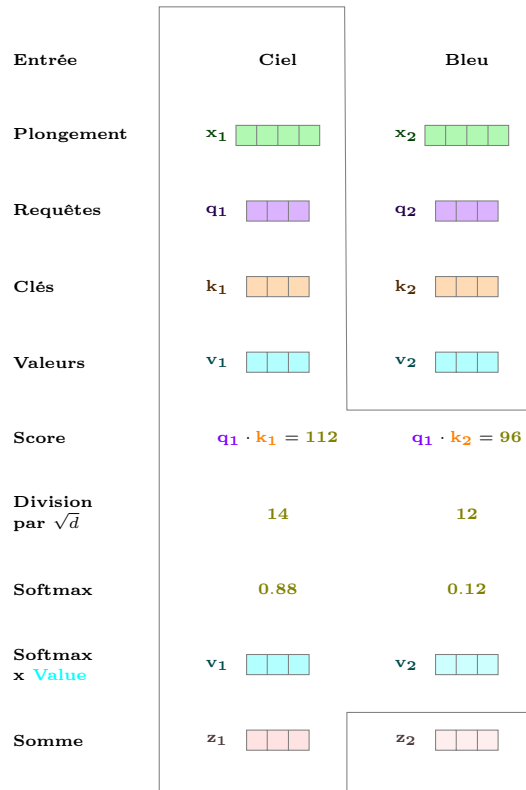 Entrée Ciel Bleu
Plongement x₁ x₂
Requêtes q₁ q₂
Clés k₁ k₂
Valeurs v₁ v₂
Score q₁ · k₁ = 112 q₁ · k₂ = 96
Division
par √d 14 12
Softmax 0.88 0.12
Softmax
x Value v₁ v₂
Somme z₁ z₂